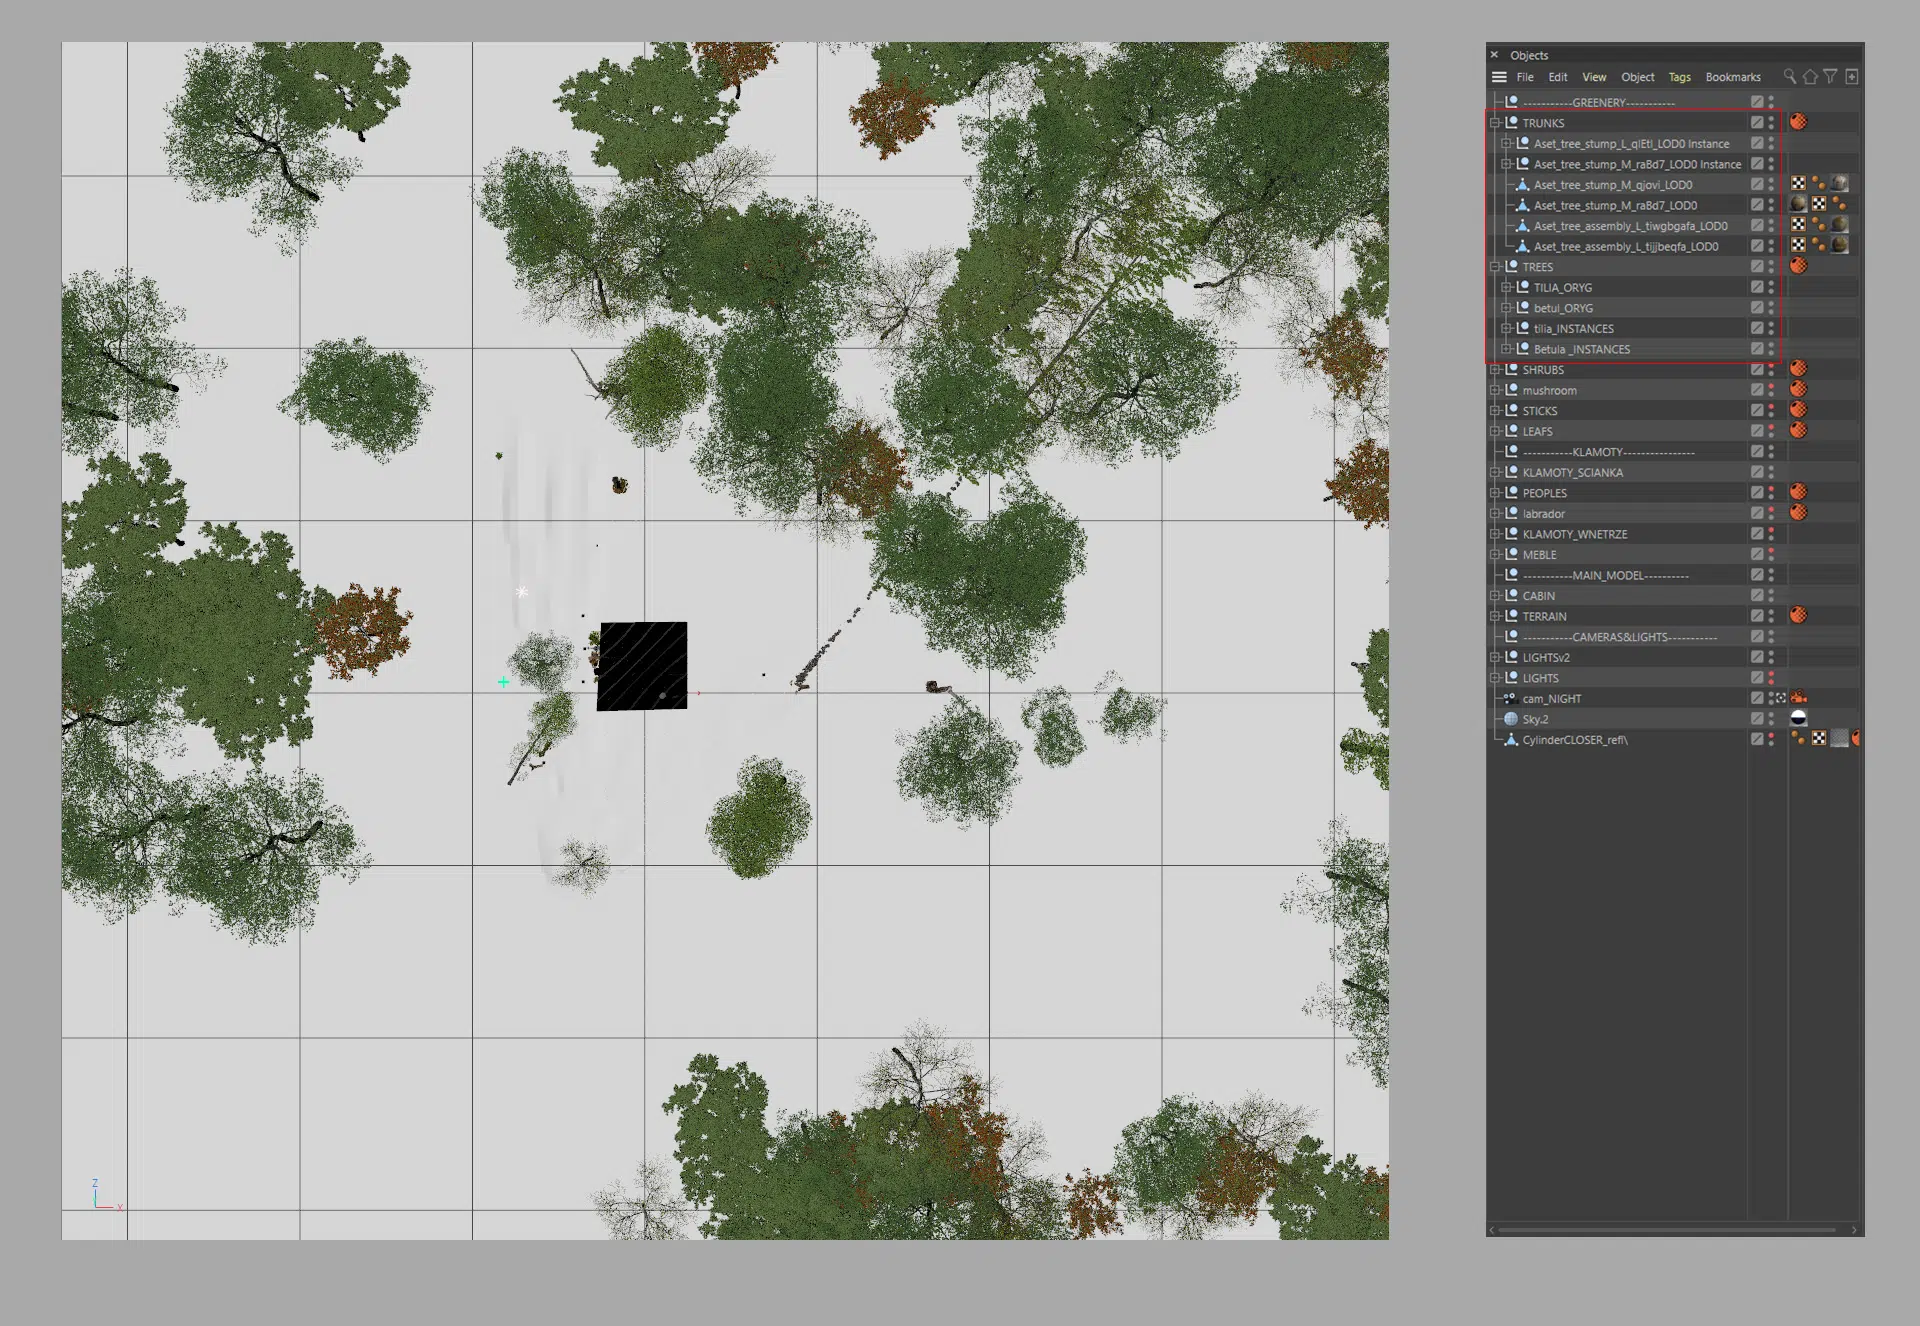 Objects
File Edit View Object Tags Bookmarks
-----------GREENERY-----------
TRUNKS
Aset_tree_stump_L_qlEtl_LOD0 Instance
Aset_tree_stump_M_raBd7_LOD0 Instance
Aset_tree_stump_M_qjovi_LOD0
Aset_tree_stump_M_raBd7_LOD0
Aset_tree_assembly_L_tiwgbgafa_LOD0
Aset_tree_assembly_L_tijjbeqfa_LOD0
TREES
TILIA_ORYG
betul_ORYG
tilia_INSTANCES
Betula _INSTANCES
SHRUBS
mushroom
STICKS
LEAFS
-----------KLAMOTY----------------
KLAMOTY_SCIANKA
PEOPLES
labrador
KLAMOTY_WNETRZE
MEBLE
-----------MAIN_MODEL----------
CABIN
TERRAIN
-----------CAMERAS&LIGHTS-----------
LIGHTSv2
LIGHTS
cam_NIGHT
Sky.2
CylinderCLOSER_refl\
Z
X